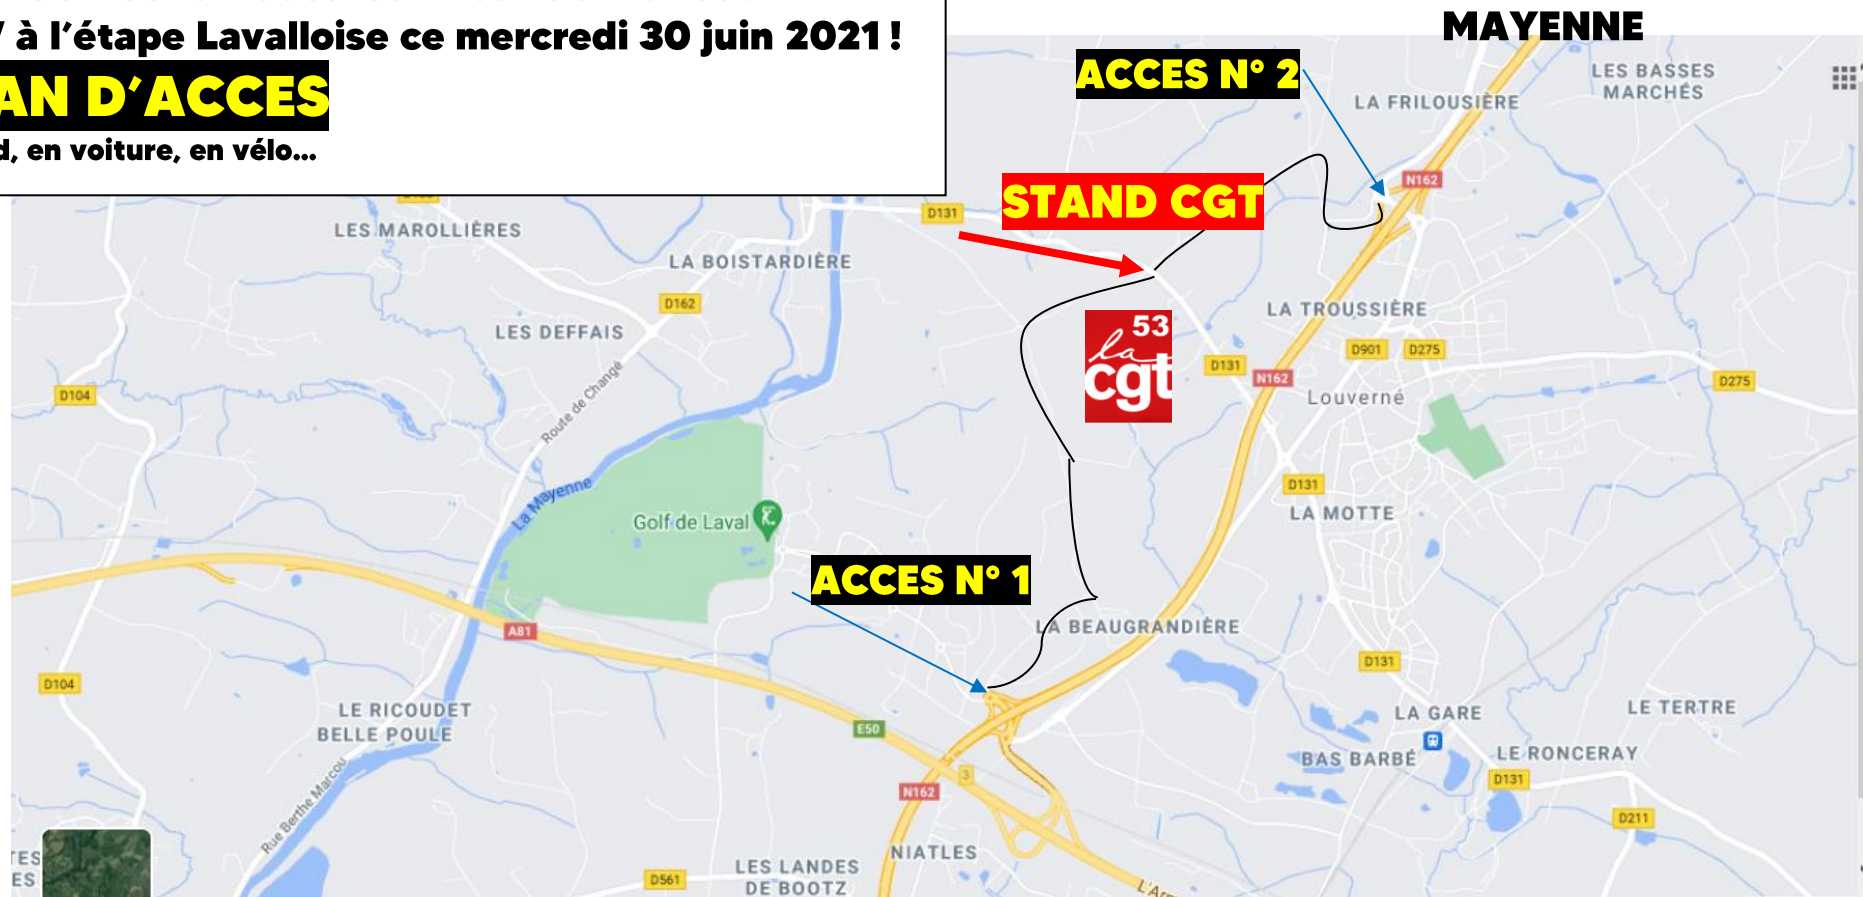 à l’étape Lavalloise ce mercredi 30 juin 2021 !
AN D’ACCES
d, en voiture, en vélo...
MAYENNE
ACCES N° 2
LES BASSES
MARCHÉS
LA FRILOUSIÈRE
N162
STAND CGT
D131
LES MAROLLIÈRES
LA BOISTARDIÈRE
D162
LES DEFFAIS
LA TROUSSIÈRE
53
la
cgt
D901
D275
D131
N162
D275
D104
Louverné
Route de Changé
La Mayenne
Golf de Laval
D131
LA MOTTE
ACCES N° 1
A81
LA BEAUGRANDIÈRE
D131
D104
LE RICOUDET
BELLE POULE
E50
LA GARE
LE TERTRE
BAS BARBÉ
LE RONCERAY
3
D131
N162
Rue Berthe Marcou
D211
NIATLES
LES LANDES
DE BOOTZ
D561
TES
ES